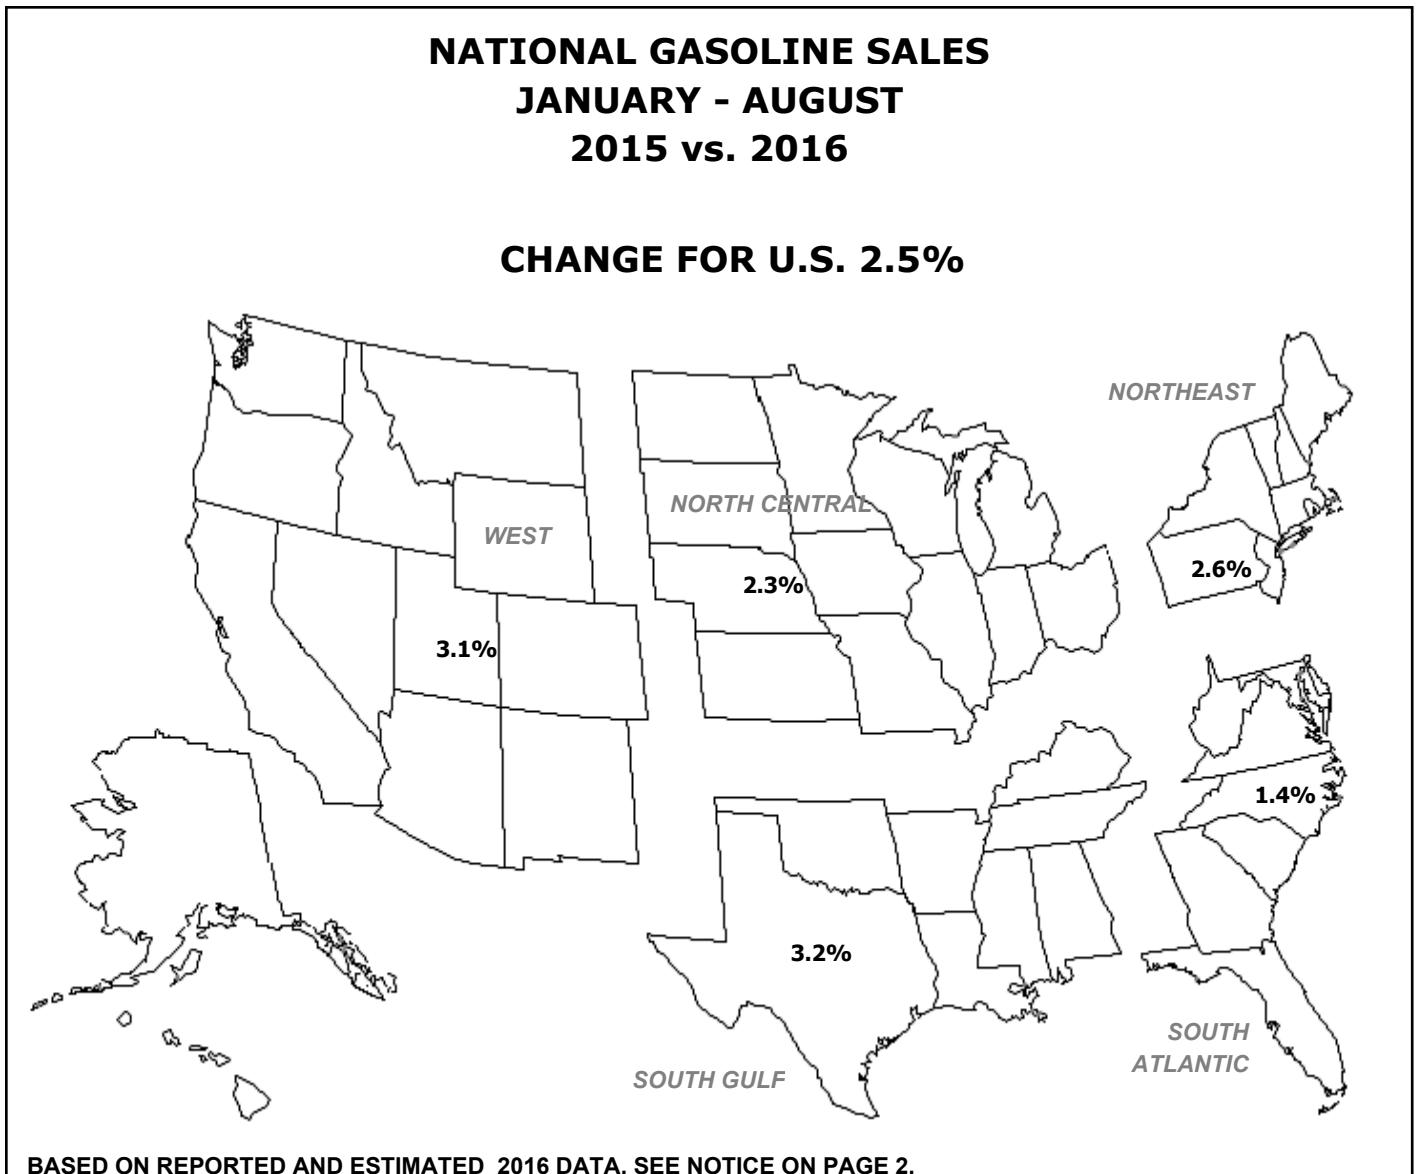 NATIONAL GASOLINE SALES
JANUARY - AUGUST
2015 vs. 2016
CHANGE FOR U.S. 2.5%
NORTHEAST
NORTH CENTRAL
WEST
2.6%
2.3%
3.1%
1.4%
3.2%
SOUTH
ATLANTIC
SOUTH GULF
BASED ON REPORTED AND ESTIMATED  2016 DATA. SEE NOTICE ON PAGE 2.